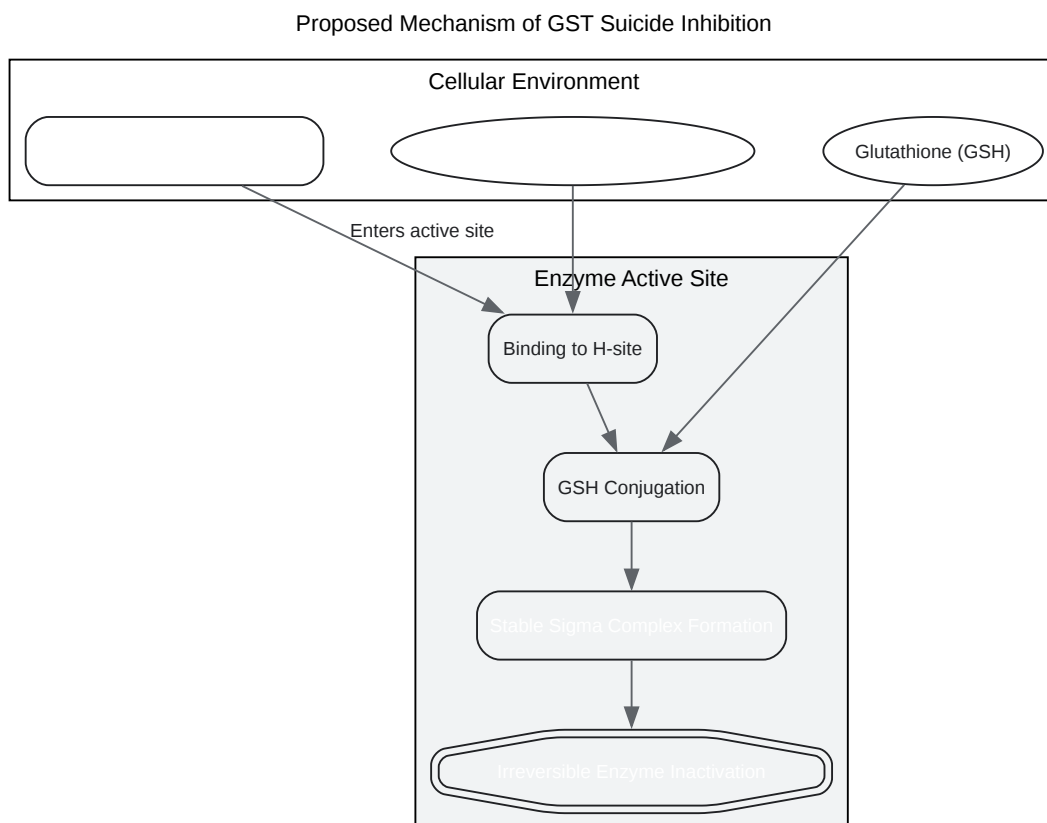 Proposed Mechanism of GST Suicide Inhibition
Cellular Environment
Glutathione (GSH)
Enters active site
Enzyme Active Site
Binding to H-site
GSH Conjugation
Stable Sigma Complex Formation
Irreversible Enzyme Inactivation